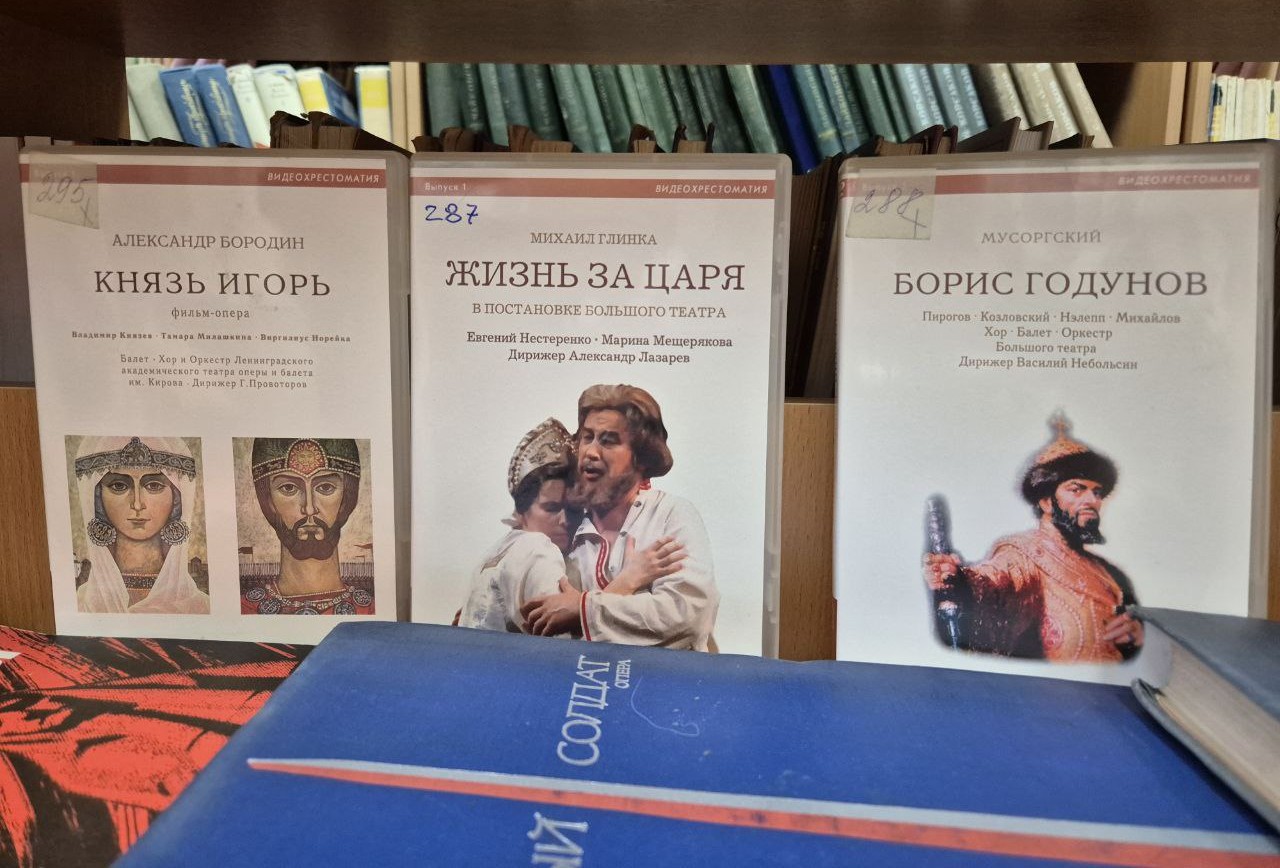 295
х
ВИДЕОХРЕСТОМАТИЯ
АЛЕКСАНДР БОРОДИН
КНЯЗЬ ИГОРЬ
фильм-опера
Владимир Князев · Тамара Милашкина · Виргилиус Норейка
Балет · Хор и Оркестр Ленинградского
академического театра оперы и балета
им. Кирова · Дирижер Г.Провоторов
Выпуск 1
ВИДЕОХРЕСТОМАТИЯ
287
МИХАИЛ ГЛИНКА
ЖИЗНЬ ЗА ЦАРЯ
В ПОСТАНОВКЕ БОЛЬШОГО ТЕАТРА
Евгений Нестеренко · Марина Мещерякова
Дирижер Александр Лазарев
ВИДЕОХРЕСТОМАТИЯ
288
х
МУСОРГСКИЙ
БОРИС ГОДУНОВ
Пирогов · Козловский · Нэлепп · Михайлов
Хор · Балет · Оркестр
Большого театра
Дирижер Василий Небольсин
СОЛДАТ
ОПЕРА